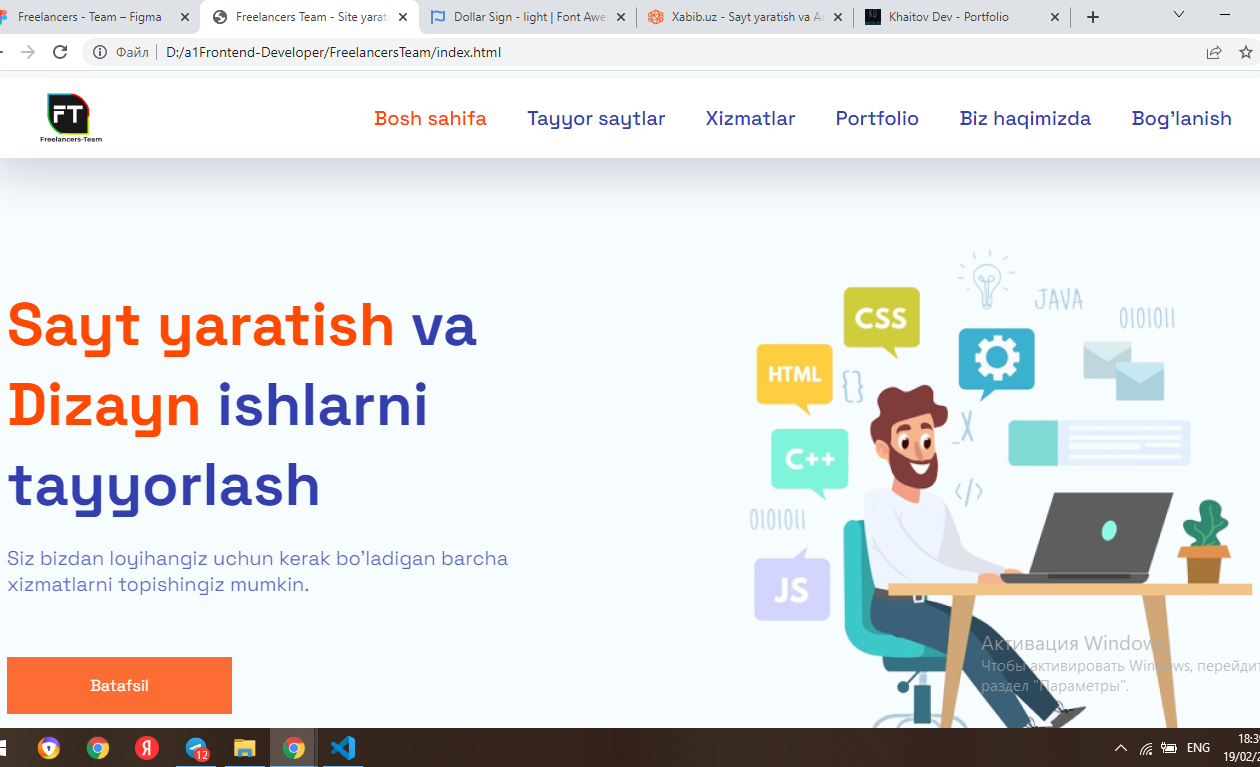 Freelancers - Team – Figma
Freelancers Team - Site yarat
Dollar Sign - light | Font Awe
Xabib.uz - Sayt yaratish va A
Khaitov Dev - Portfolio
Файл
D:/a1Frontend-Developer/FreelancersTeam/index.html
FT
Freelancers-Team
Bosh sahifa
Tayyor saytlar
Xizmatlar
Portfolio
Biz haqimizda
Bog'lanish
Sayt yaratish va
Dizayn ishlarni
tayyorlash
Siz bizdan loyihangiz uchun kerak bo'ladigan barcha
xizmatlarni topishingiz mumkin.
Batafsil
JAVA
CSS
0101011
HTML
{}
_X
C++
</>
0101011
JS
Активация Windows
Чтобы активировать Windows, перейдит
раздел "Параметры".
Я
12
ENG
18:3
19/02/2